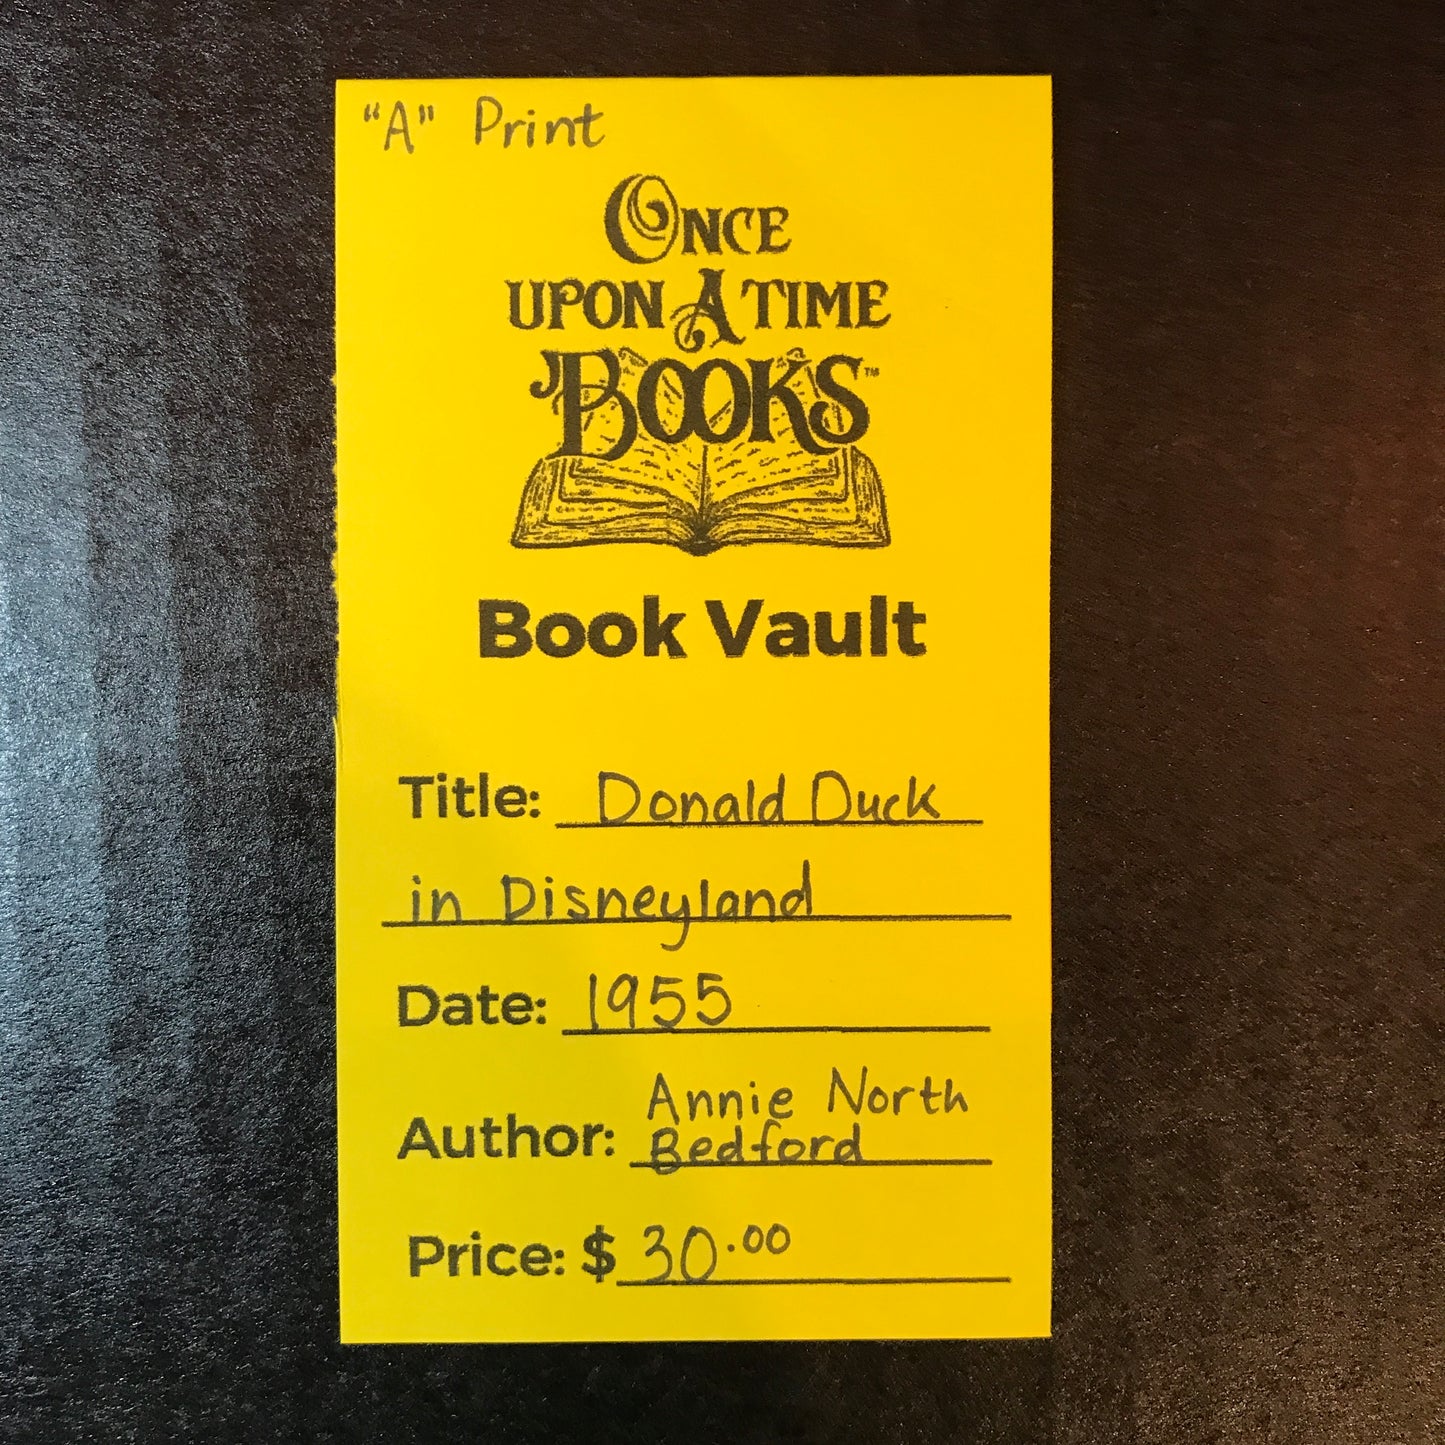 "A" Print
ONCE
UPON A TIME
BOOKS™
Book Vault
Title: Donald Duck
in Disneyland
Date: 1955
Author: Annie North
Bedford
Price: $ 30.00